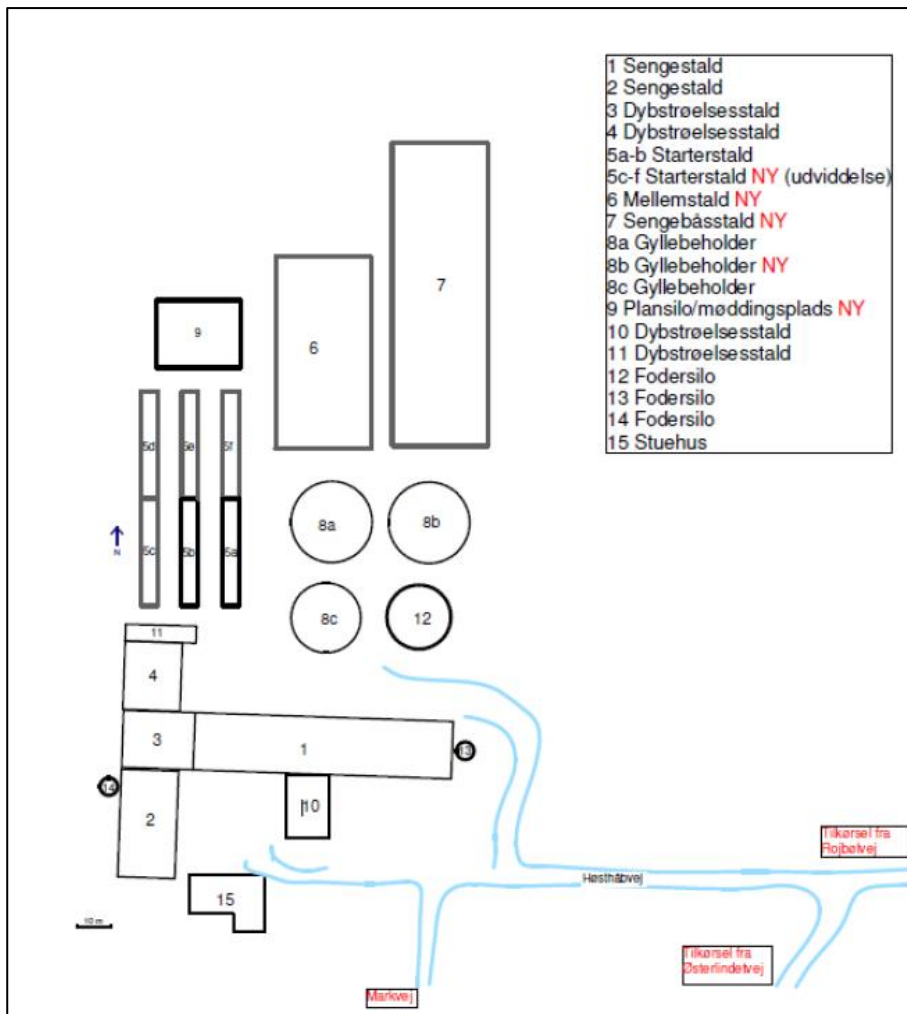 1 Sengestald
2 Sengestald
3 Dybstrøelsesstald
4 Dybstrøelsesstald
5a-b Starterstald
5c-f Starterstald NY (udviddelse)
6 Mellemstald NY
7 Sengebåsstald NY
8a Gyllebeholder
8b Gyllebeholder NY
8c Gyllebeholder
9 Plansilo/møddingsplads NY
10 Dybstrøelsesstald
11 Dybstrøelsesstald
12 Fodersilo
13 Fodersilo
14 Fodersilo
15 Stuehus
7
9
6
5d
5e
5f
8a
8b
5c
5b
5a
N
8c
12
11
4
3
1
13
14
2
10
15
10 m
Høsthåbvej
Tilkørsel fra
Rojbølvej
Tilkørsel fra
Østerlindetvej
Markvej